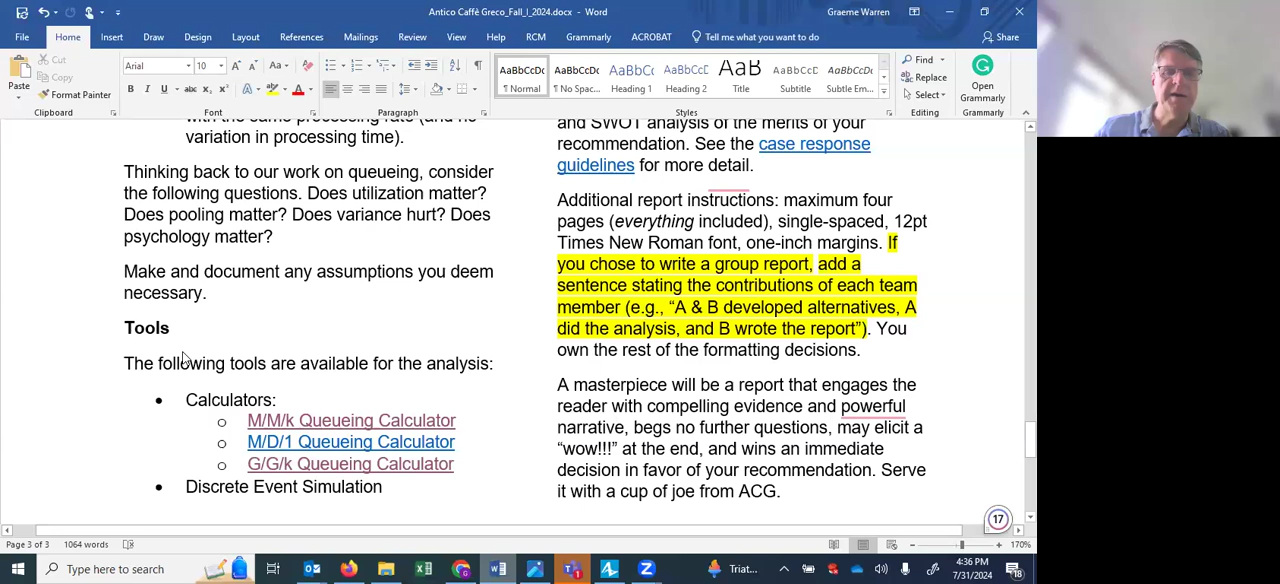 Antico Caffè Greco_Fall_I_2024.docx - Word
Graeme Warren
File Home Insert Draw Design Layout References Mailings Review View Help RCM Grammarly ACROBAT Tell me what you want to do Share
Paste
Cut
Copy
Format Painter
Clipboard
Arial 10
Font
Paragraph
AaBbCcDc AaBbCcDc AaBbC AaBbCcD AaB AaBbCcD AaBbCcDc
¶ Normal ¶ No Spac... Heading 1 Heading 2 Title Subtitle Subtle Em...
Styles
Find
Replace
Select
Editing
Open Grammarly
Grammarly
with the same processing rate (and no
variation in processing time).
Thinking back to our work on queueing, consider
the following questions. Does utilization matter?
Does pooling matter? Does variance hurt? Does
psychology matter?
Make and document any assumptions you deem
necessary.
Tools
The following tools are available for the analysis:
• Calculators:
o M/M/k Queueing Calculator
o M/D/1 Queueing Calculator
o G/G/k Queueing Calculator
• Discrete Event Simulation
and SWOT analysis of the merits of your
recommendation. See the case response
guidelines for more detail.
Additional report instructions: maximum four
pages (everything included), single-spaced, 12pt
Times New Roman font, one-inch margins. If
you chose to write a group report, add a
sentence stating the contributions of each team
member (e.g., “A & B developed alternatives, A
did the analysis, and B wrote the report”). You
own the rest of the formatting decisions.
A masterpiece will be a report that engages the
reader with compelling evidence and powerful
narrative, begs no further questions, may elicit a
“wow!!!” at the end, and wins an immediate
decision in favor of your recommendation. Serve
it with a cup of joe from ACG.
17
Page 3 of 3 1064 words
170%
Type here to search
Triat...
4:36 PM
7/31/2024
18